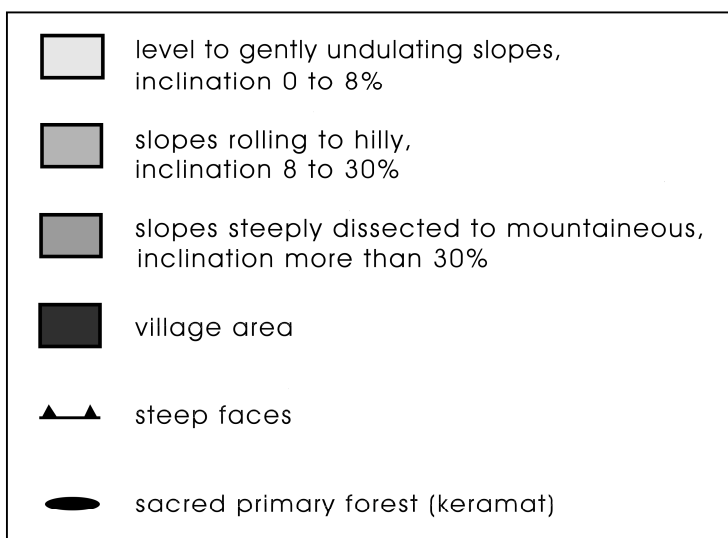 level to gently undulating slopes,
inclination 0 to 8%
slopes rolling to hilly,
inclination 8 to 30%
slopes steeply dissected to mountaineous,
inclination more than 30%
village area
steep faces
sacred primary forest (keramat)